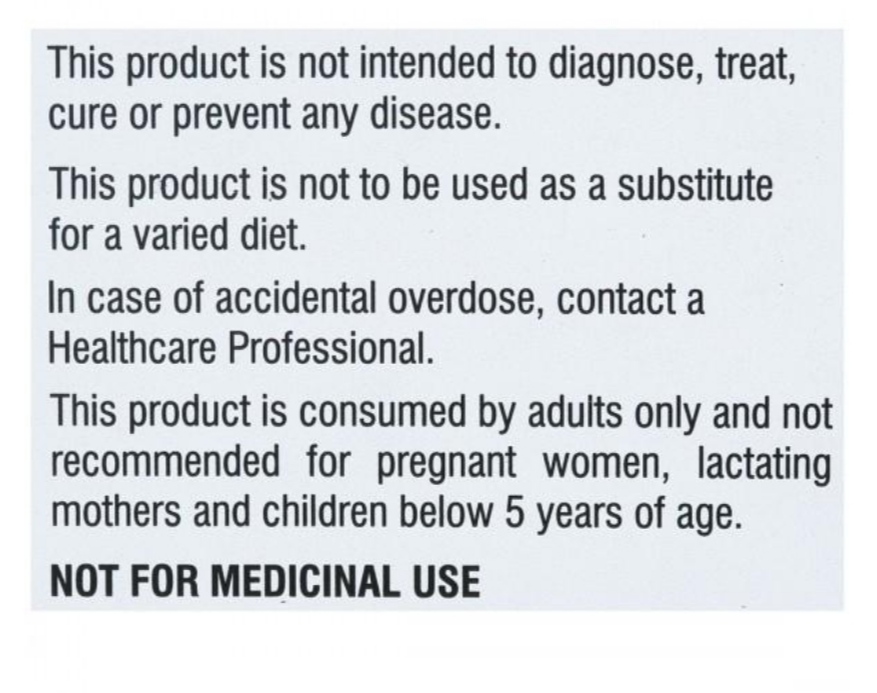 This product is not intended to diagnose, treat,
cure or prevent any disease.
This product is not to be used as a substitute
for a varied diet.
In case of accidental overdose, contact a
Healthcare Professional.
This product is consumed by adults only and not
recommended for pregnant women, lactating
mothers and children below 5 years of age.
NOT FOR MEDICINAL USE